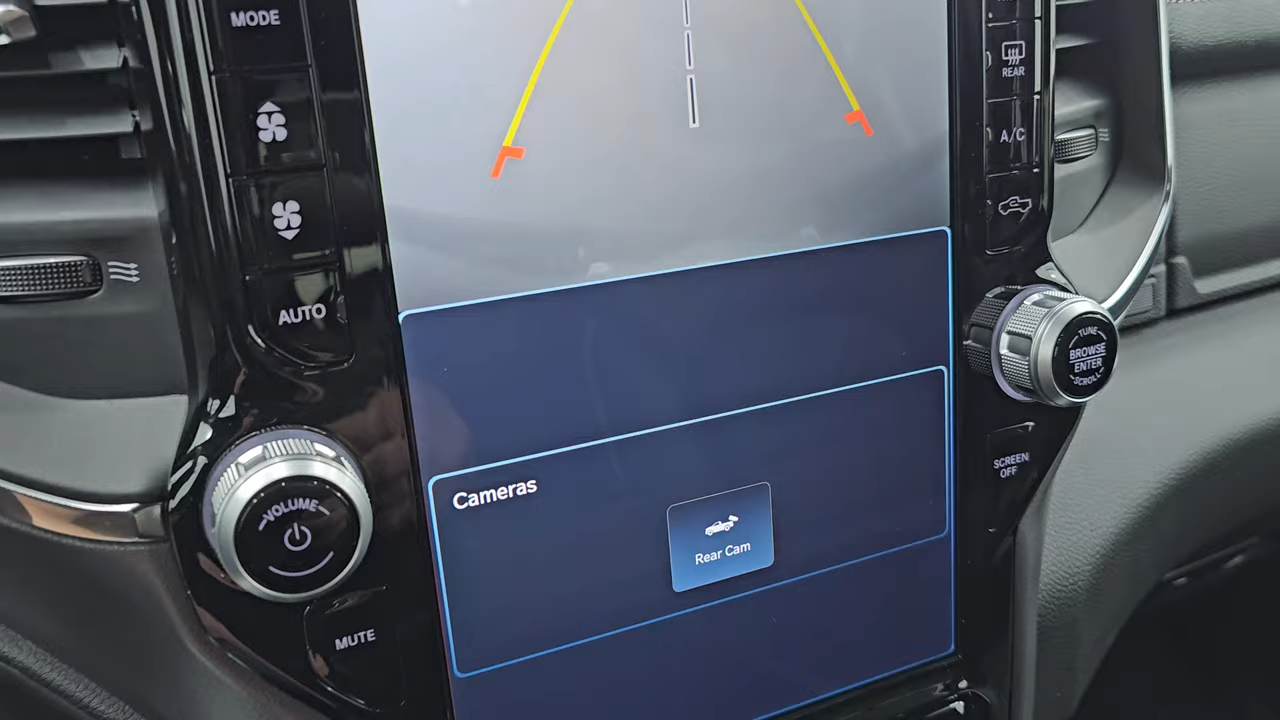 MODE
AUTO
VOLUME
MUTE
Cameras
Rear Cam
REAR
A/C
TUNE
BROWSE
ENTER
SCROLL
SCREEN
OFF